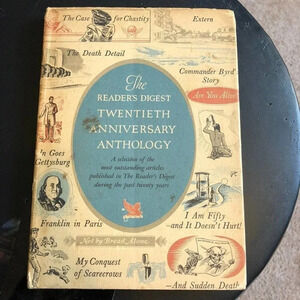 The Case for Chastity
Extern
The Death Detail
Commander Byrd's
Story
Are You Alive?
The
READER'S DIGEST
TWENTIETH
ANNIVERSARY
ANTHOLOGY
A selection of the
most outstanding articles
published in The Reader's Digest
during the past twenty years
'n Goes
Gettysburg
Franklin in Paris
I Am Fifty
—and It Doesn't Hurt!
Not by Bread Alone
My Conquest
of Scarecrows
—And Sudden Death